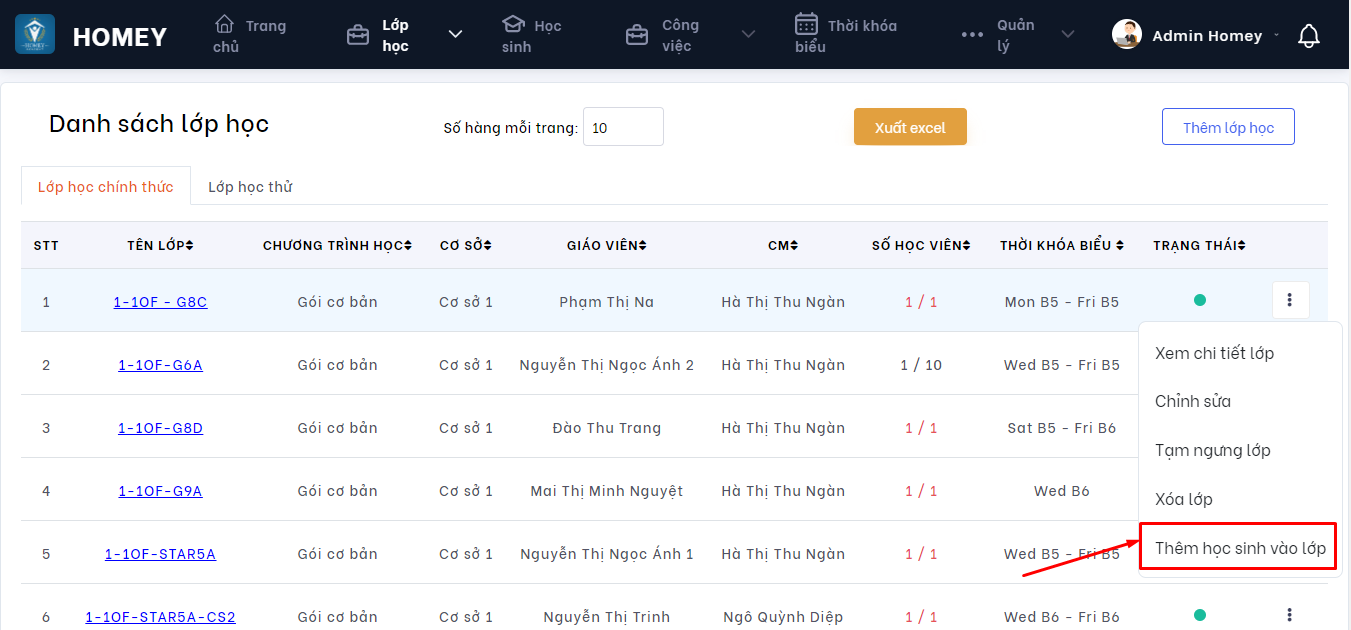 HOMEY
Trang chủ
Lớp học
Học sinh
Công việc
Thời khóa biểu
Quản lý
Admin Homey
Danh sách lớp học
Số hàng mỗi trang: 10
Xuất excel
Thêm lớp học
Lớp học chính thức Lớp học thử
STT TÊN LỚP CHƯƠNG TRÌNH HỌC CƠ SỞ GIÁO VIÊN CM SỐ HỌC VIÊN THỜI KHÓA BIỂU TRẠNG THÁI
1 1-1OF - G8C Gói cơ bản Cơ sở 1 Phạm Thị Na Hà Thị Thu Ngàn 1 / 1 Mon B5 - Fri B5
2 1-1OF-G6A Gói cơ bản Cơ sở 1 Nguyễn Thị Ngọc Ánh 2 Hà Thị Thu Ngàn 1 / 10 Wed B5 - Fri B5
3 1-1OF-G8D Gói cơ bản Cơ sở 1 Đào Thu Trang Hà Thị Thu Ngàn 1 / 1 Sat B5 - Fri B6
4 1-1OF-G9A Gói cơ bản Cơ sở 1 Mai Thị Minh Nguyệt Hà Thị Thu Ngàn 1 / 1 Wed B6
5 1-1OF-STAR5A Gói cơ bản Cơ sở 1 Nguyễn Thị Ngọc Ánh 1 Hà Thị Thu Ngàn 1 / 1 Wed B5 - Fri B5
6 1-1OF-STAR5A-CS2 Gói cơ bản Cơ sở 1 Nguyễn Thị Trinh Ngô Quỳnh Diệp 1 / 1 Wed B6 - Fri B6
Xem chi tiết lớp
Chỉnh sửa
Tạm ngưng lớp
Xóa lớp
Thêm học sinh vào lớp